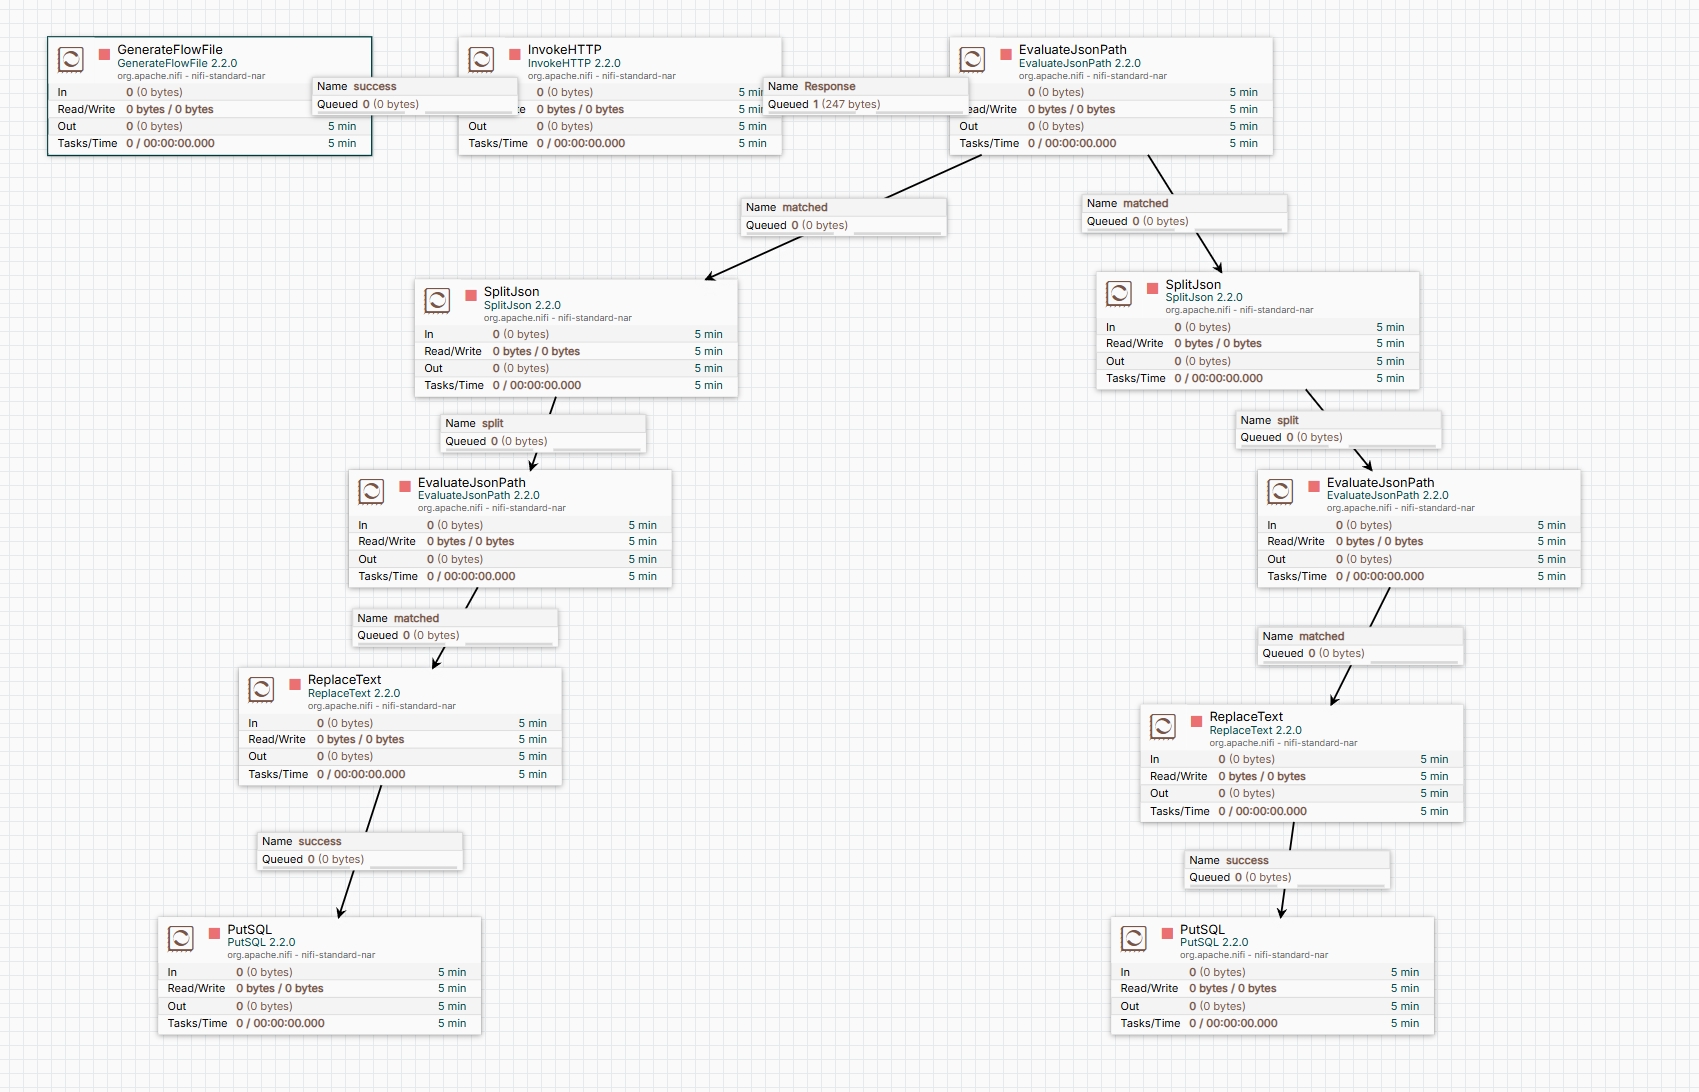 GenerateFlowFile
GenerateFlowFile 2.2.0
org.apache.nifi - nifi-standard-nar
In 0 (0 bytes)
Read/Write 0 bytes / 0 bytes
Out 0 (0 bytes) 5 min
Tasks/Time 0 / 00:00:00.000 5 min
Name success
Queued 0 (0 bytes)
InvokeHTTP
InvokeHTTP 2.2.0
org.apache.nifi - nifi-standard-nar
0 (0 bytes) 5 min
0 bytes / 0 bytes 5 min
Out 0 (0 bytes) 5 min
Tasks/Time 0 / 00:00:00.000 5 min
Name Response
Queued 1 (247 bytes)
EvaluateJsonPath
EvaluateJsonPath 2.2.0
org.apache.nifi - nifi-standard-nar
0 (0 bytes) 5 min
ead/Write 0 bytes / 0 bytes 5 min
Out 0 (0 bytes) 5 min
Tasks/Time 0 / 00:00:00.000 5 min
Name matched
Queued 0 (0 bytes)
Name matched
Queued 0 (0 bytes)
SplitJson
SplitJson 2.2.0
org.apache.nifi - nifi-standard-nar
In 0 (0 bytes) 5 min
Read/Write 0 bytes / 0 bytes 5 min
Out 0 (0 bytes) 5 min
Tasks/Time 0 / 00:00:00.000 5 min
SplitJson
SplitJson 2.2.0
org.apache.nifi - nifi-standard-nar
In 0 (0 bytes) 5 min
Read/Write 0 bytes / 0 bytes 5 min
Out 0 (0 bytes) 5 min
Tasks/Time 0 / 00:00:00.000 5 min
Name split
Queued 0 (0 bytes)
Name split
Queued 0 (0 bytes)
EvaluateJsonPath
EvaluateJsonPath 2.2.0
org.apache.nifi - nifi-standard-nar
In 0 (0 bytes) 5 min
Read/Write 0 bytes / 0 bytes 5 min
Out 0 (0 bytes) 5 min
Tasks/Time 0 / 00:00:00.000 5 min
EvaluateJsonPath
EvaluateJsonPath 2.2.0
org.apache.nifi - nifi-standard-nar
In 0 (0 bytes) 5 min
Read/Write 0 bytes / 0 bytes 5 min
Out 0 (0 bytes) 5 min
Tasks/Time 0 / 00:00:00.000 5 min
Name matched
Queued 0 (0 bytes)
Name matched
Queued 0 (0 bytes)
ReplaceText
ReplaceText 2.2.0
org.apache.nifi - nifi-standard-nar
In 0 (0 bytes) 5 min
Read/Write 0 bytes / 0 bytes 5 min
Out 0 (0 bytes) 5 min
Tasks/Time 0 / 00:00:00.000 5 min
ReplaceText
ReplaceText 2.2.0
org.apache.nifi - nifi-standard-nar
In 0 (0 bytes) 5 min
Read/Write 0 bytes / 0 bytes 5 min
Out 0 (0 bytes) 5 min
Tasks/Time 0 / 00:00:00.000 5 min
Name success
Queued 0 (0 bytes)
Name success
Queued 0 (0 bytes)
PutSQL
PutSQL 2.2.0
org.apache.nifi - nifi-standard-nar
In 0 (0 bytes) 5 min
Read/Write 0 bytes / 0 bytes 5 min
Out 0 (0 bytes) 5 min
Tasks/Time 0 / 00:00:00.000 5 min
PutSQL
PutSQL 2.2.0
org.apache.nifi - nifi-standard-nar
In 0 (0 bytes) 5 min
Read/Write 0 bytes / 0 bytes 5 min
Out 0 (0 bytes) 5 min
Tasks/Time 0 / 00:00:00.000 5 min